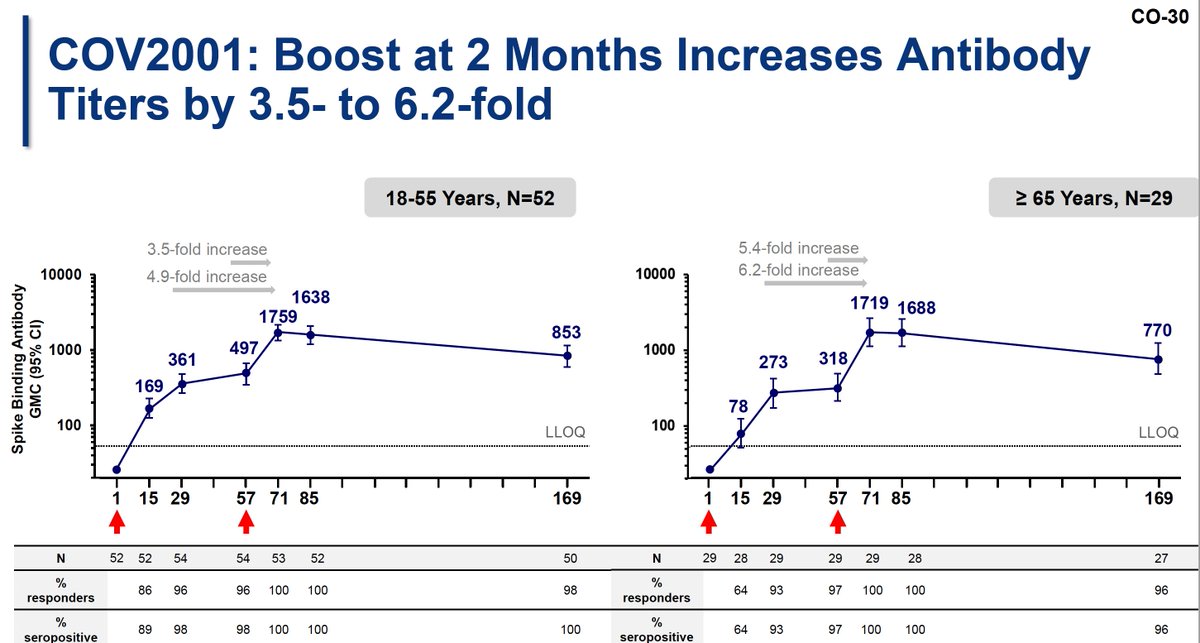 CO-30
COV2001: Boost at 2 Months Increases Antibody
Titers by 3.5- to 6.2-fold
18-55 Years, N=52
3.5-fold increase
4.9-fold increase
Spike Binding Antibody
GMC (95% CI)
10000
1000
100
169
361
497
1759
1638
853
LLOQ
1 15 29 57 71 85 169
≥ 65 Years, N=29
5.4-fold increase
6.2-fold increase
10000
1000
100
78
273
318
1719
1688
770
LLOQ
1 15 29 57 71 85 169
N 52 52 54 54 53 52 50
%
responders 86 96 96 100 100 98
%
seropositive 89 98 98 100 100 100
N 29 28 29 29 29 28 27
%
responders 64 93 97 100 100 96
%
seropositive 64 93 97 100 100 96